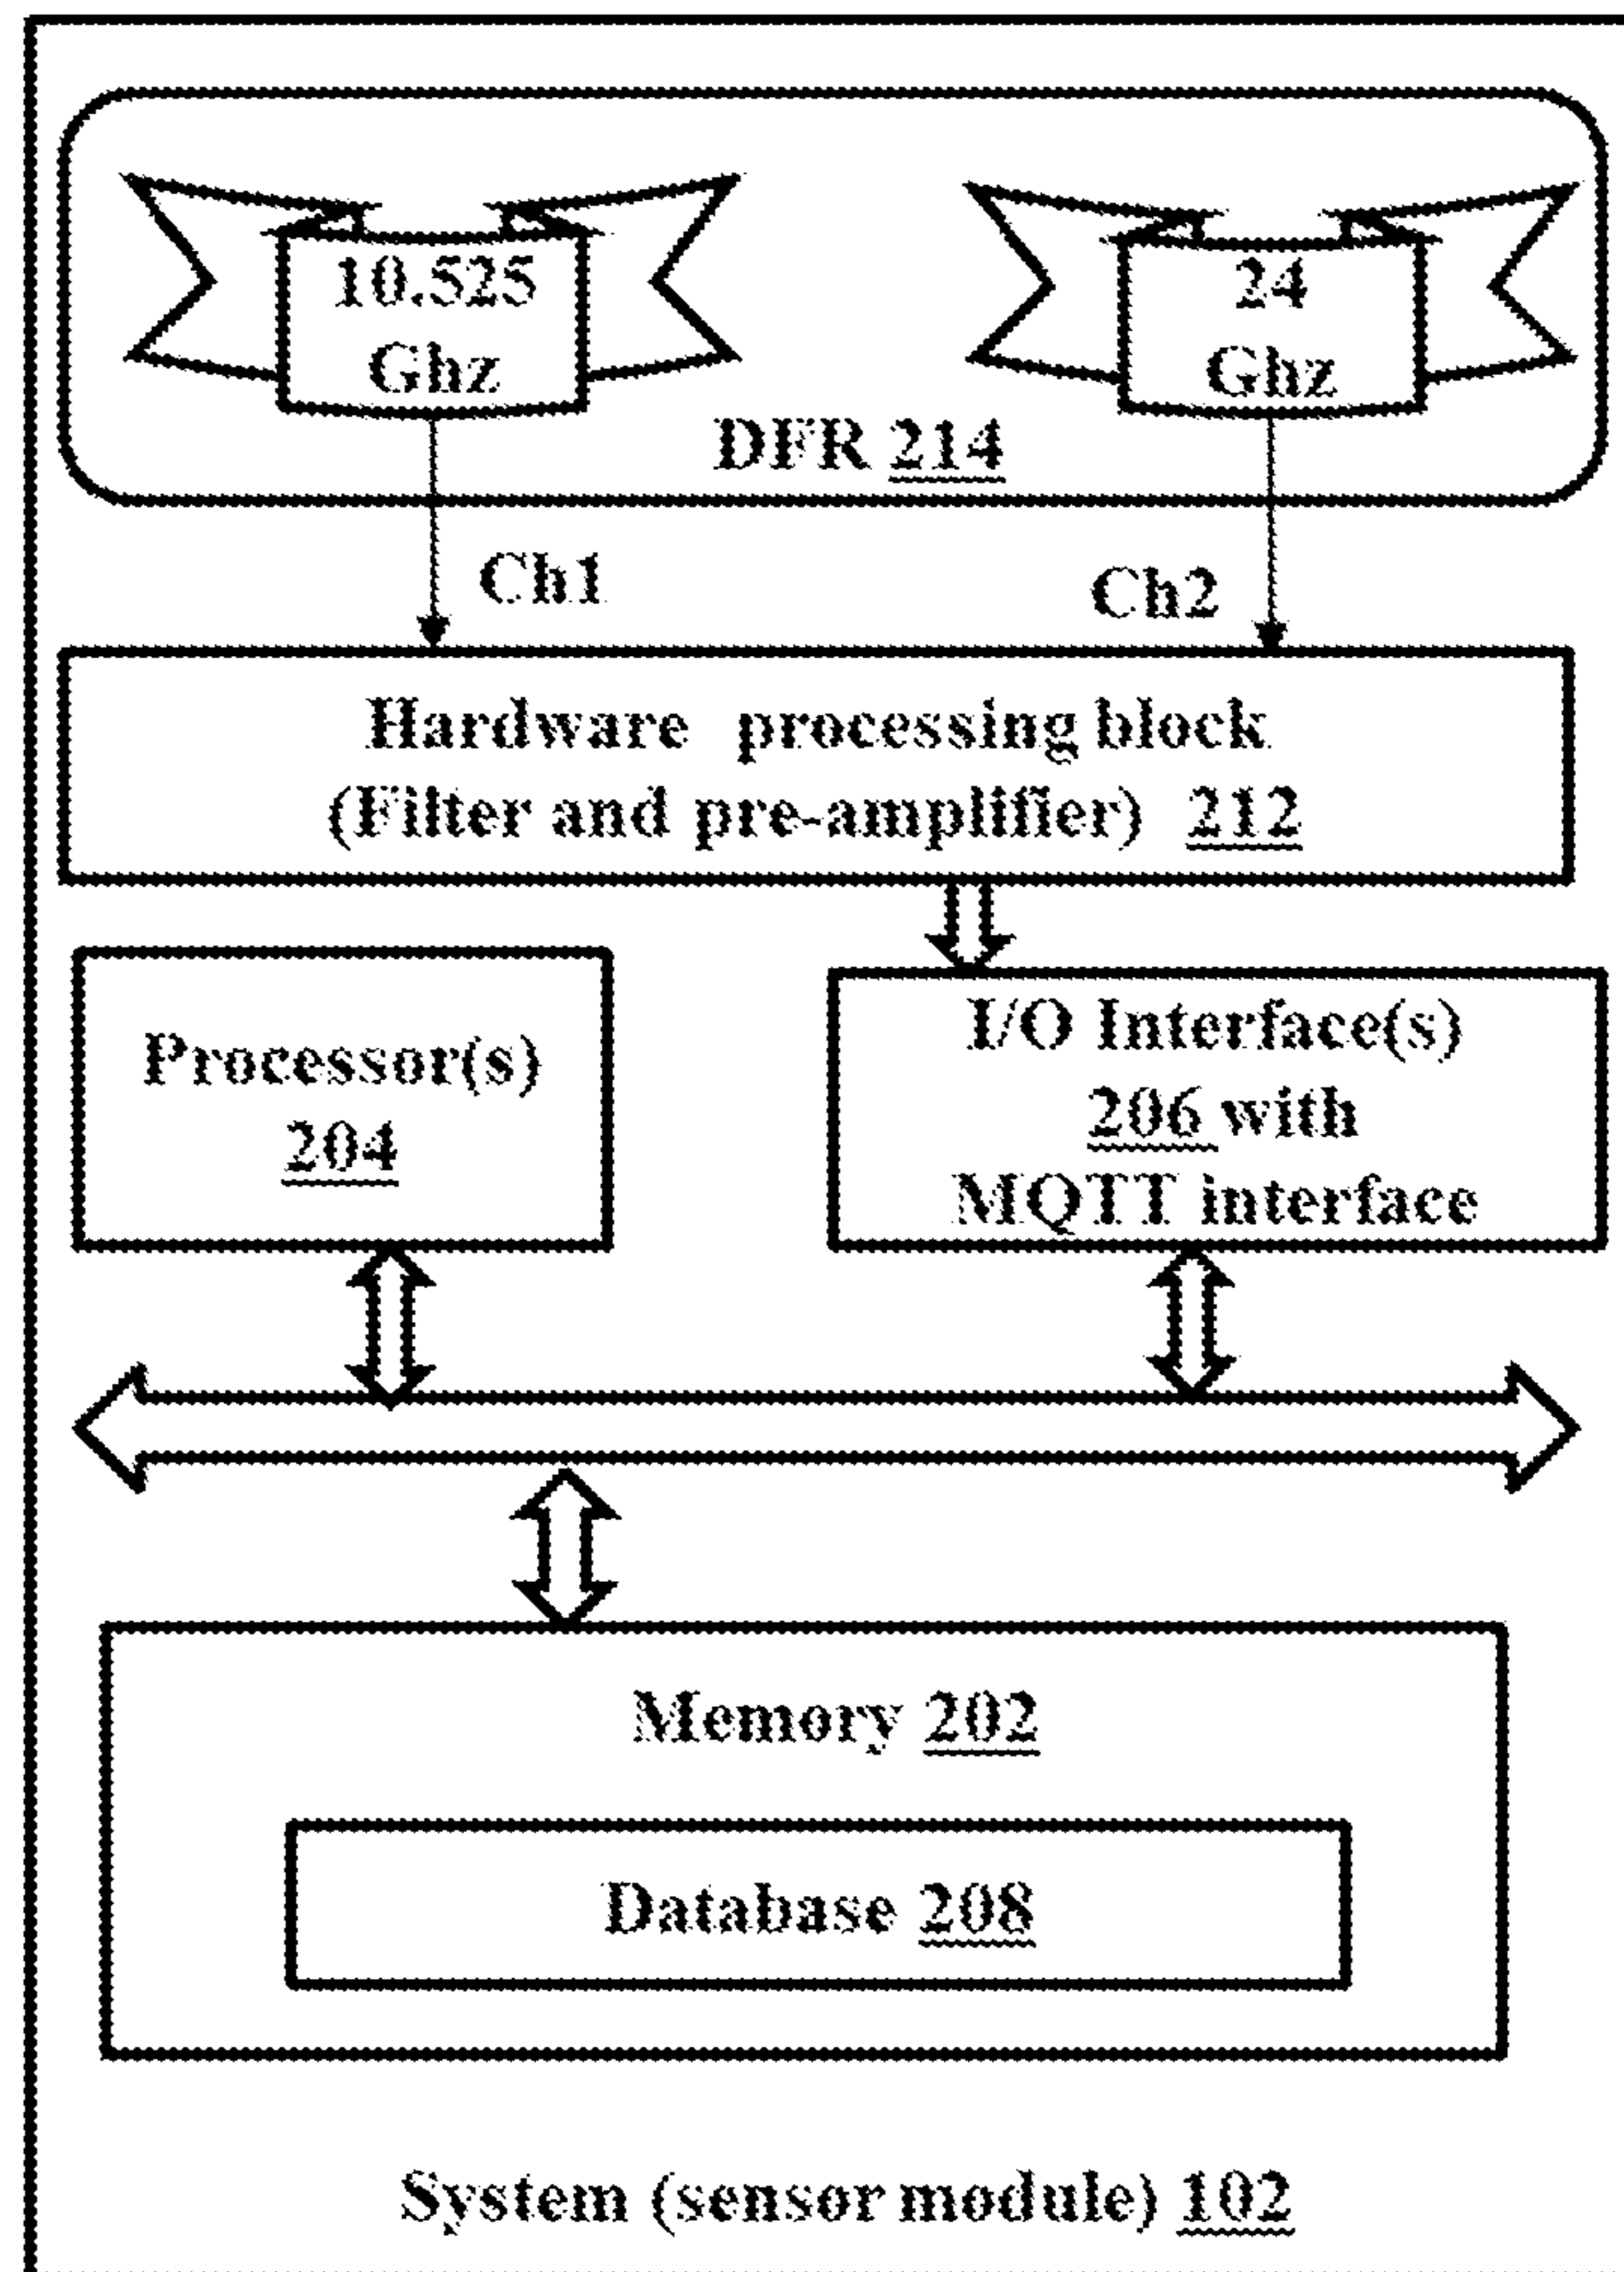 10.525
Ghz
24
Ghz
DFR 214
Ch1
Ch2
Hardware processing block
(Filter and pre-amplifier) 212
Processor(s)
204
I/O Interface(s)
206 with
MQTT interface
Memory 202
Database 208
System (sensor module) 102